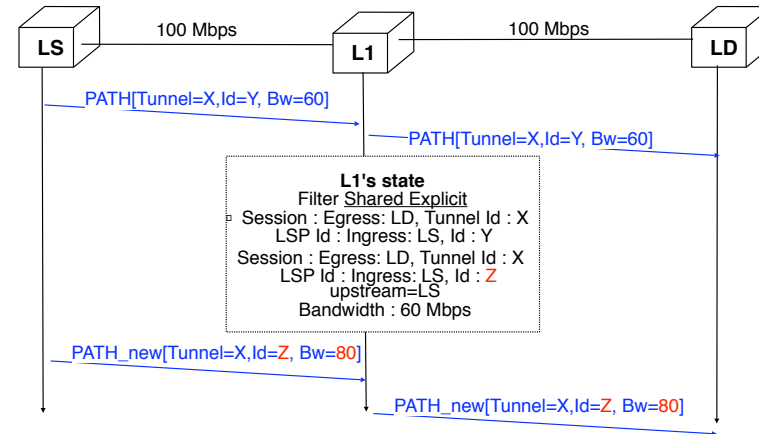 100 Mbps
100 Mbps
LS
L1
LD
PATH[Tunnel=X,Id=Y, Bw=60]
PATH[Tunnel=X,Id=Y, Bw=60]
L1's state
Filter Shared Explicit
Session : Egress: LD, Tunnel Id : X
LSP Id : Ingress: LS, Id : Y
Session : Egress: LD, Tunnel Id : X
LSP Id : Ingress: LS, Id : Z
upstream=LS
Bandwidth : 60 Mbps
PATH_new[Tunnel=X,Id=Z, Bw=80]
PATH_new[Tunnel=X,Id=Z, Bw=80]